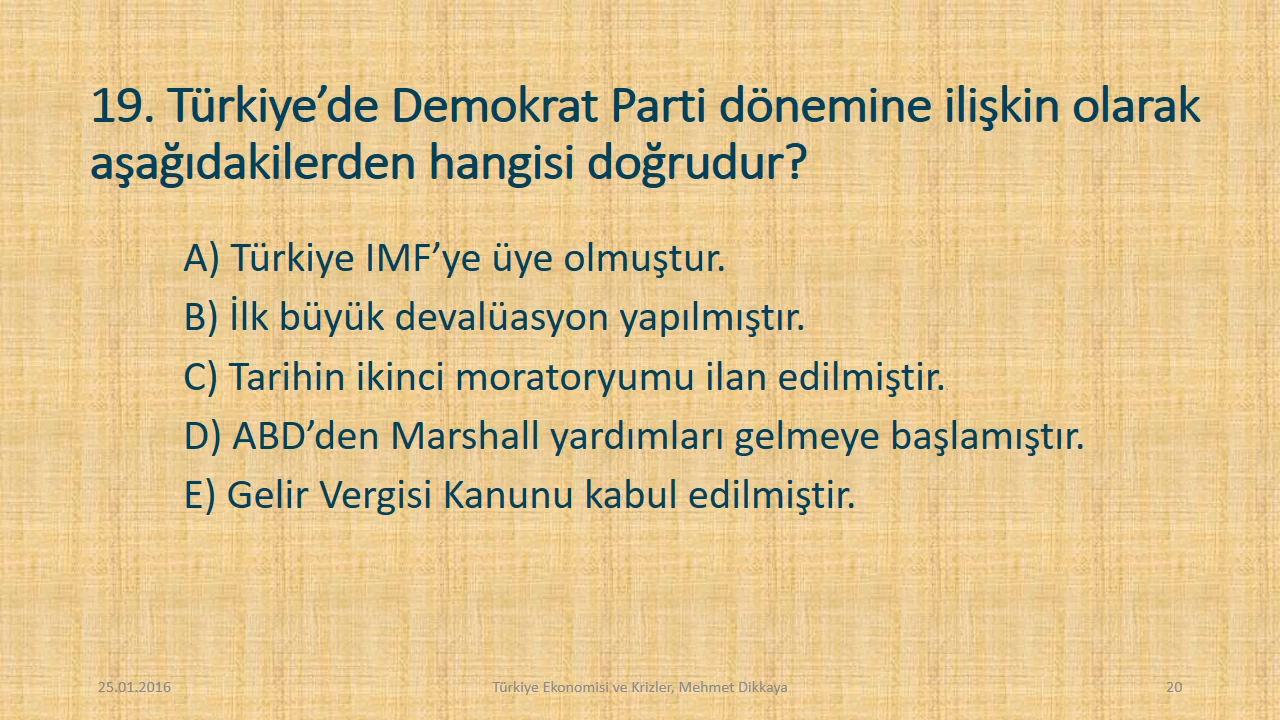 19. Türkiye’de Demokrat Parti dönemine ilişkin olarak
aşağıdakilerden hangisi doğrudur?
A) Türkiye IMF’ye üye olmuştur.
B) İlk büyük devalüasyon yapılmıştır.
C) Tarihin ikinci moratoryumu ilan edilmiştir.
D) ABD’den Marshall yardımları gelmeye başlamıştır.
E) Gelir Vergisi Kanunu kabul edilmiştir.
25.01.2016
Türkiye Ekonomisi ve Krizler, Mehmet Dikkaya
20